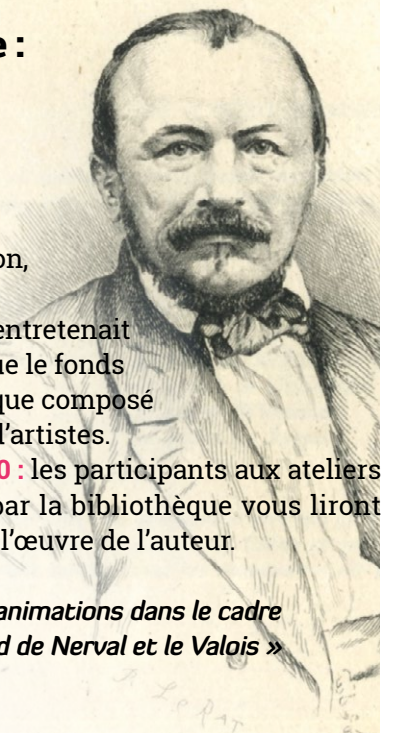 e :
on,
entretenait
ue le fonds
que composé
l’artistes.
0 : les participants aux ateliers
par la bibliothèque vous liront
l’œuvre de l’auteur.
animations dans le cadre
d de Nerval et le Valois »